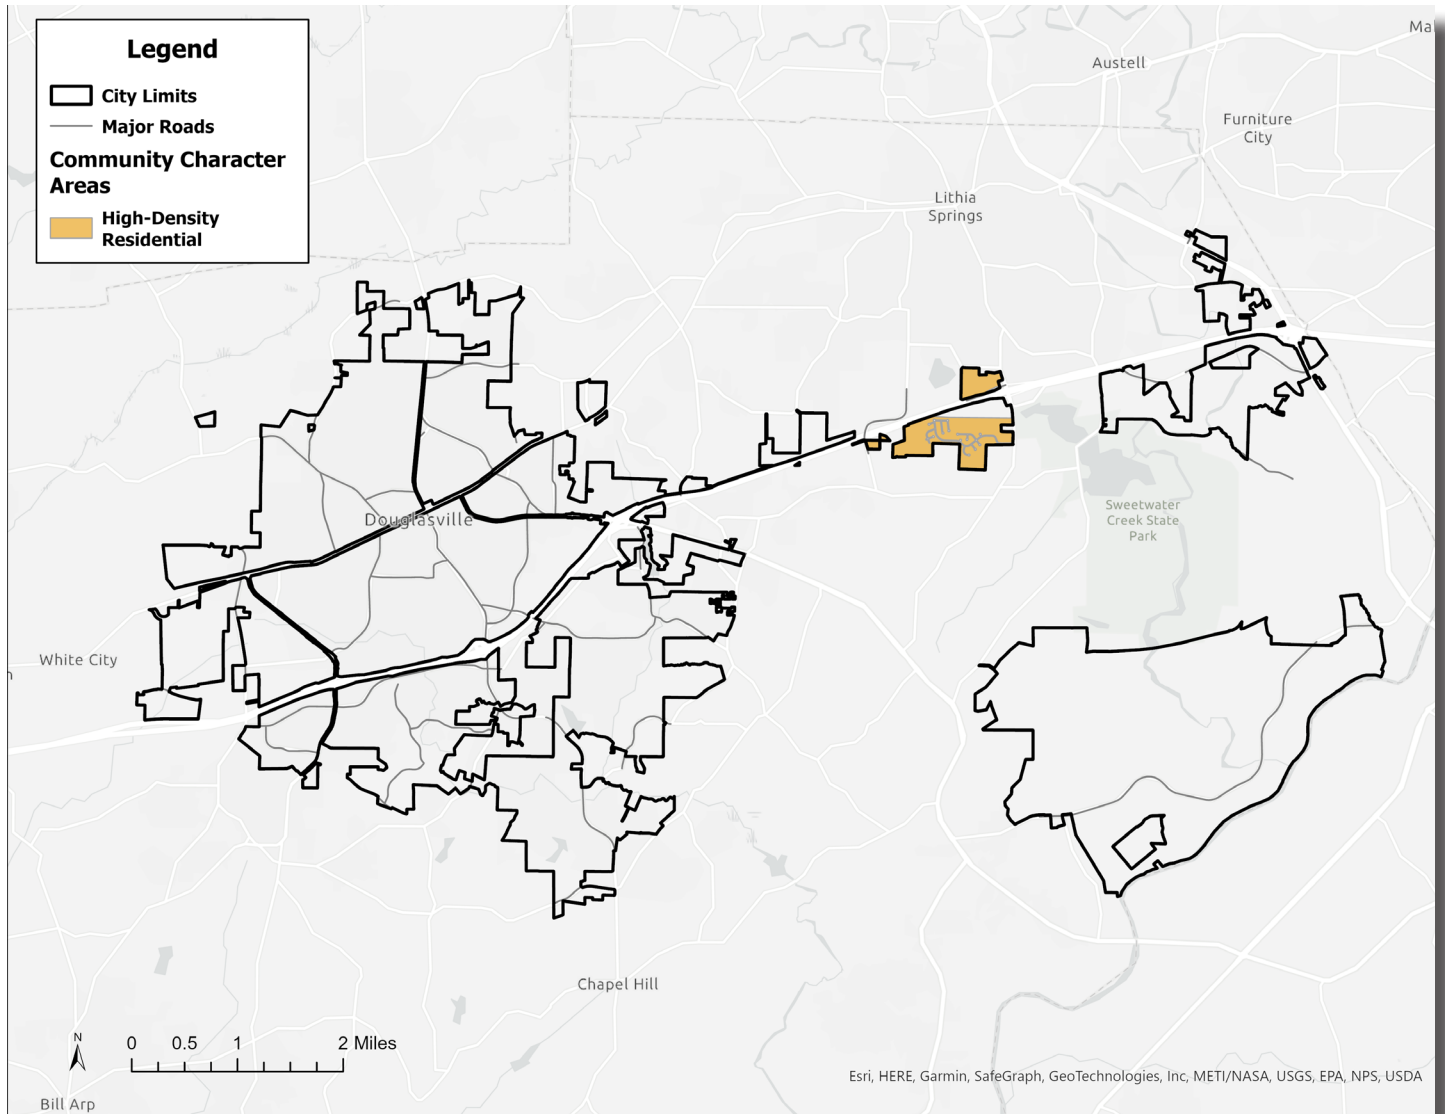 Legend
City Limits
Major Roads
Community Character
Areas
High-Density
Residential
Ma
Austell
Furniture
City
Lithia
Springs
Douglasville
Sweetwater
Creek State
Park
White City
n
Chapel Hill
N
0 0.5 1 2 Miles
Esri, HERE, Garmin, SafeGraph, GeoTechnologies, Inc, METI/NASA, USGS, EPA, NPS, USDA
Bill Arp